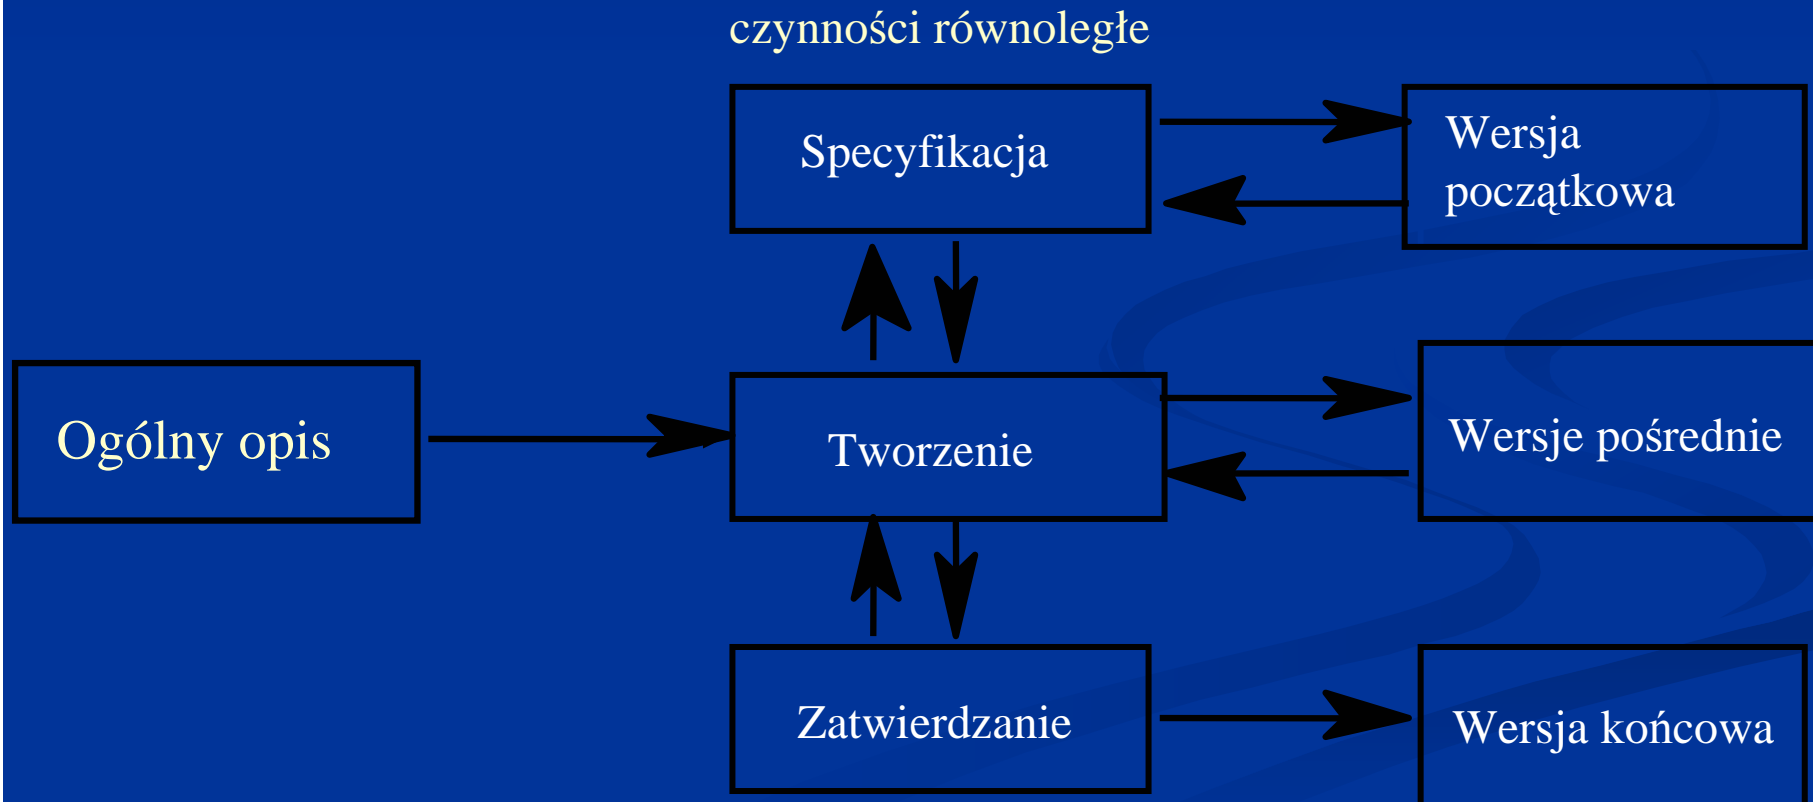 czynności równoległe
Specyfikacja
Wersja
początkowa
Ogólny opis
Tworzenie
Wersje pośrednie
Zatwierdzanie
Wersja końcowa